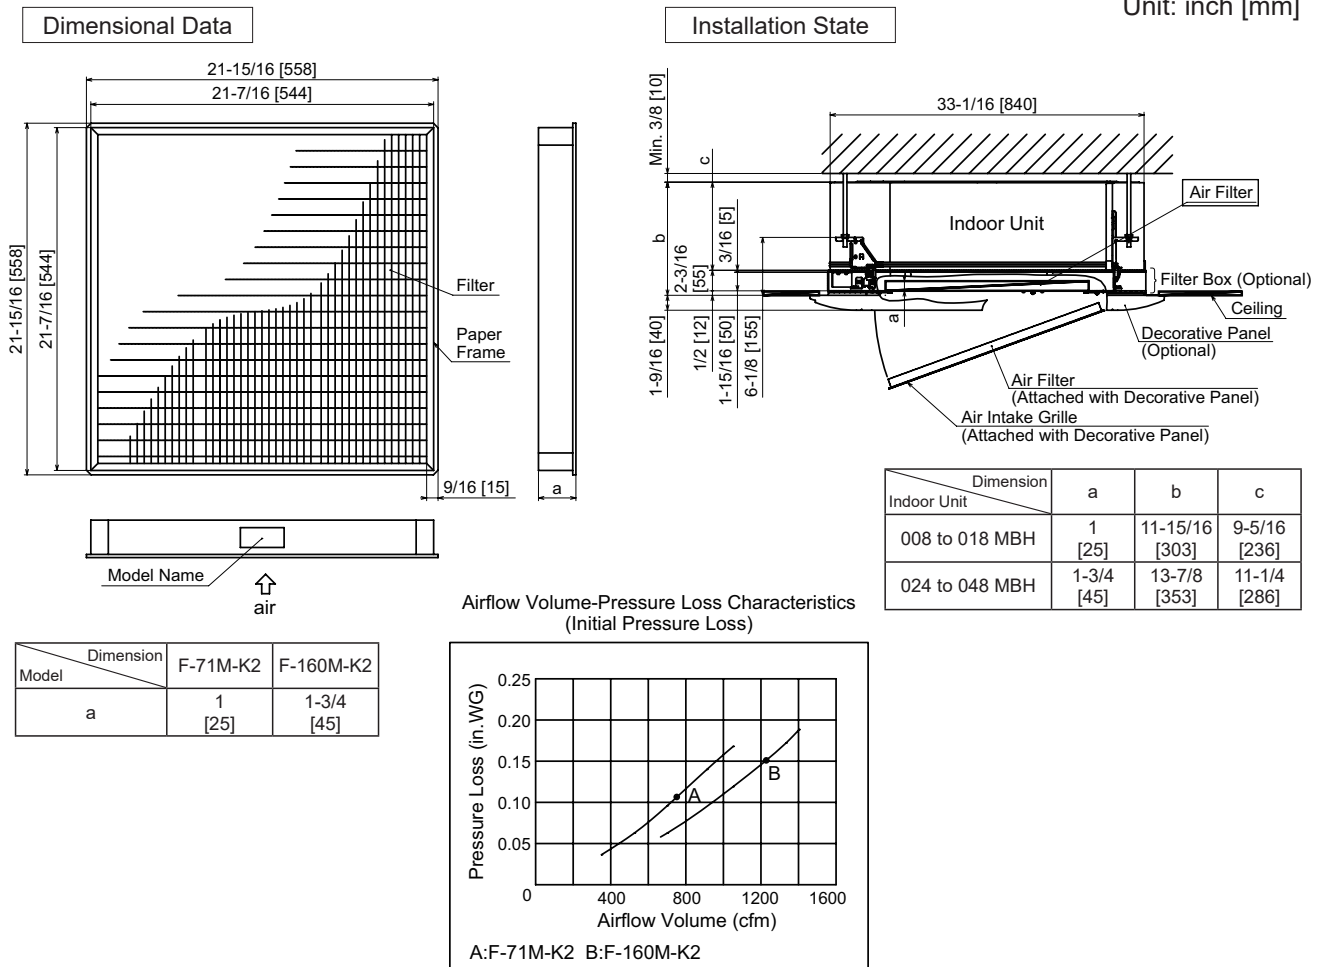 Unit: inch [mm]
Dimensional Data
Installation State
21-15/16 [558]
21-7/16 [544]
21-15/16 [558]
21-7/16 [544]
Filter
Paper
Frame
9/16 [15]
a
Model Name
air
Dimension
Model
F-71M-K2
F-160M-K2
a
1
[25]
1-3/4
[45]
Min. 3/8 [10]
33-1/16 [840]
c
b
3/16 [5]
2-3/16
[55]
1-9/16 [40]
1/2 [12]
1-15/16 [50]
6-1/8 [155]
a
Indoor Unit
Air Filter
Filter Box (Optional)
Ceiling
Decorative Panel
(Optional)
Air Filter
(Attached with Decorative Panel)
Air Intake Grille
(Attached with Decorative Panel)
Dimension
Indoor Unit
a
b
c
008 to 018 MBH
1
[25]
11-15/16
[303]
9-5/16
[236]
024 to 048 MBH
1-3/4
[45]
13-7/8
[353]
11-1/4
[286]
Airflow Volume-Pressure Loss Characteristics
(Initial Pressure Loss)
Pressure Loss (in.WG)
0.25
0.20
0.15
0.10
0.05
0
A
B
400
800
1200
1600
Airflow Volume (cfm)
A:F-71M-K2 B:F-160M-K2